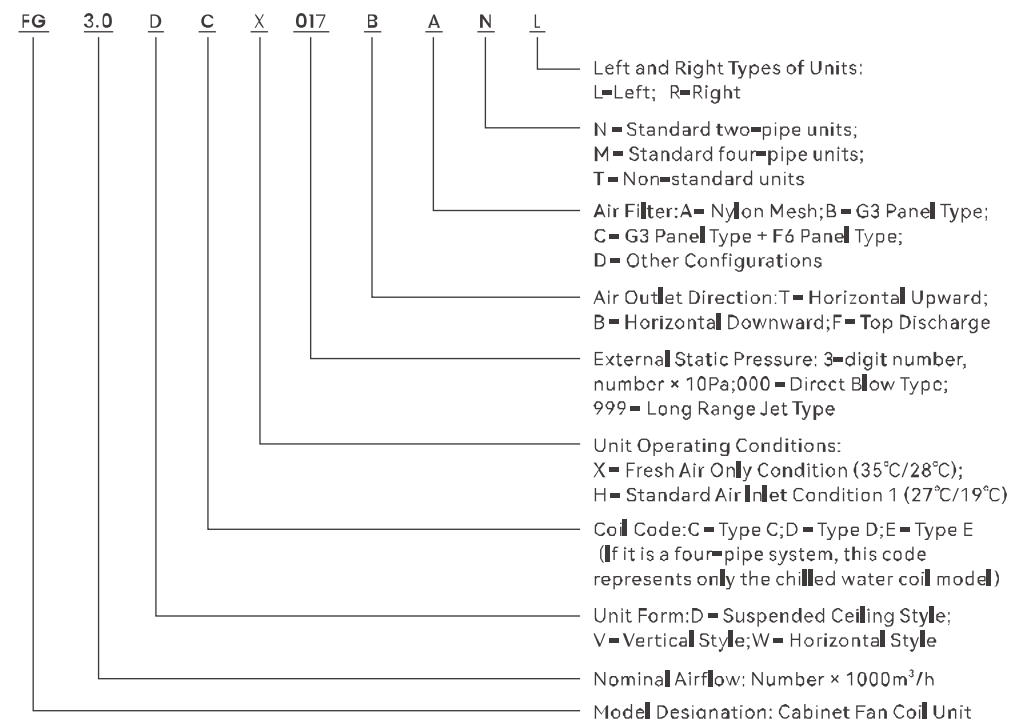 FG 3.0 D C X 017 B A N L
Left and Right Types of Units:
L=Left; R=Right
N = Standard two-pipe units;
M = Standard four-pipe units;
T = Non-standard units
Air Filter:A= Nylon Mesh;B = G3 Panel Type;
C = G3 Panel Type + F6 Panel Type;
D = Other Configurations
Air Outlet Direction:T = Horizontal Upward;
B = Horizontal Downward;F = Top Discharge
External Static Pressure: 3-digit number,
number × 10Pa;000 = Direct Blow Type;
999 = Long Range Jet Type
Unit Operating Conditions:
X = Fresh Air Only Condition (35°C/28°C);
H = Standard Air Inlet Condition 1 (27°C/19°C)
Coil Code:C = Type C;D = Type D;E = Type E
(If it is a four-pipe system, this code
represents only the chilled water coil model)
Unit Form:D = Suspended Ceiling Style;
V = Vertical Style;W = Horizontal Style
Nominal Airflow: Number × 1000m³/h
Model Designation: Cabinet Fan Coil Unit